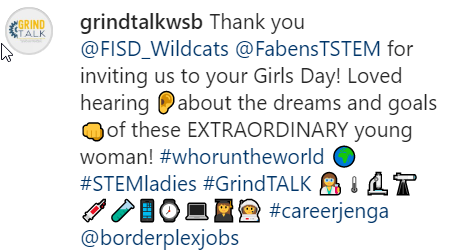 GRIND
TALK
grindtalkwsb Thank you
@FISD_Wildcats @FabensTSTEM for
inviting us to your Girls Day! Loved
hearing 👂about the dreams and goals
👊of these EXTRAORDINARY young
woman! #whoruntheworld 🌍
#STEMladies #GrindTALK 👩‍🔬🌡🔬🔭
💉🧪📱⌚💻👩‍🎓👩‍🚀 #careerjenga
@borderplexjobs